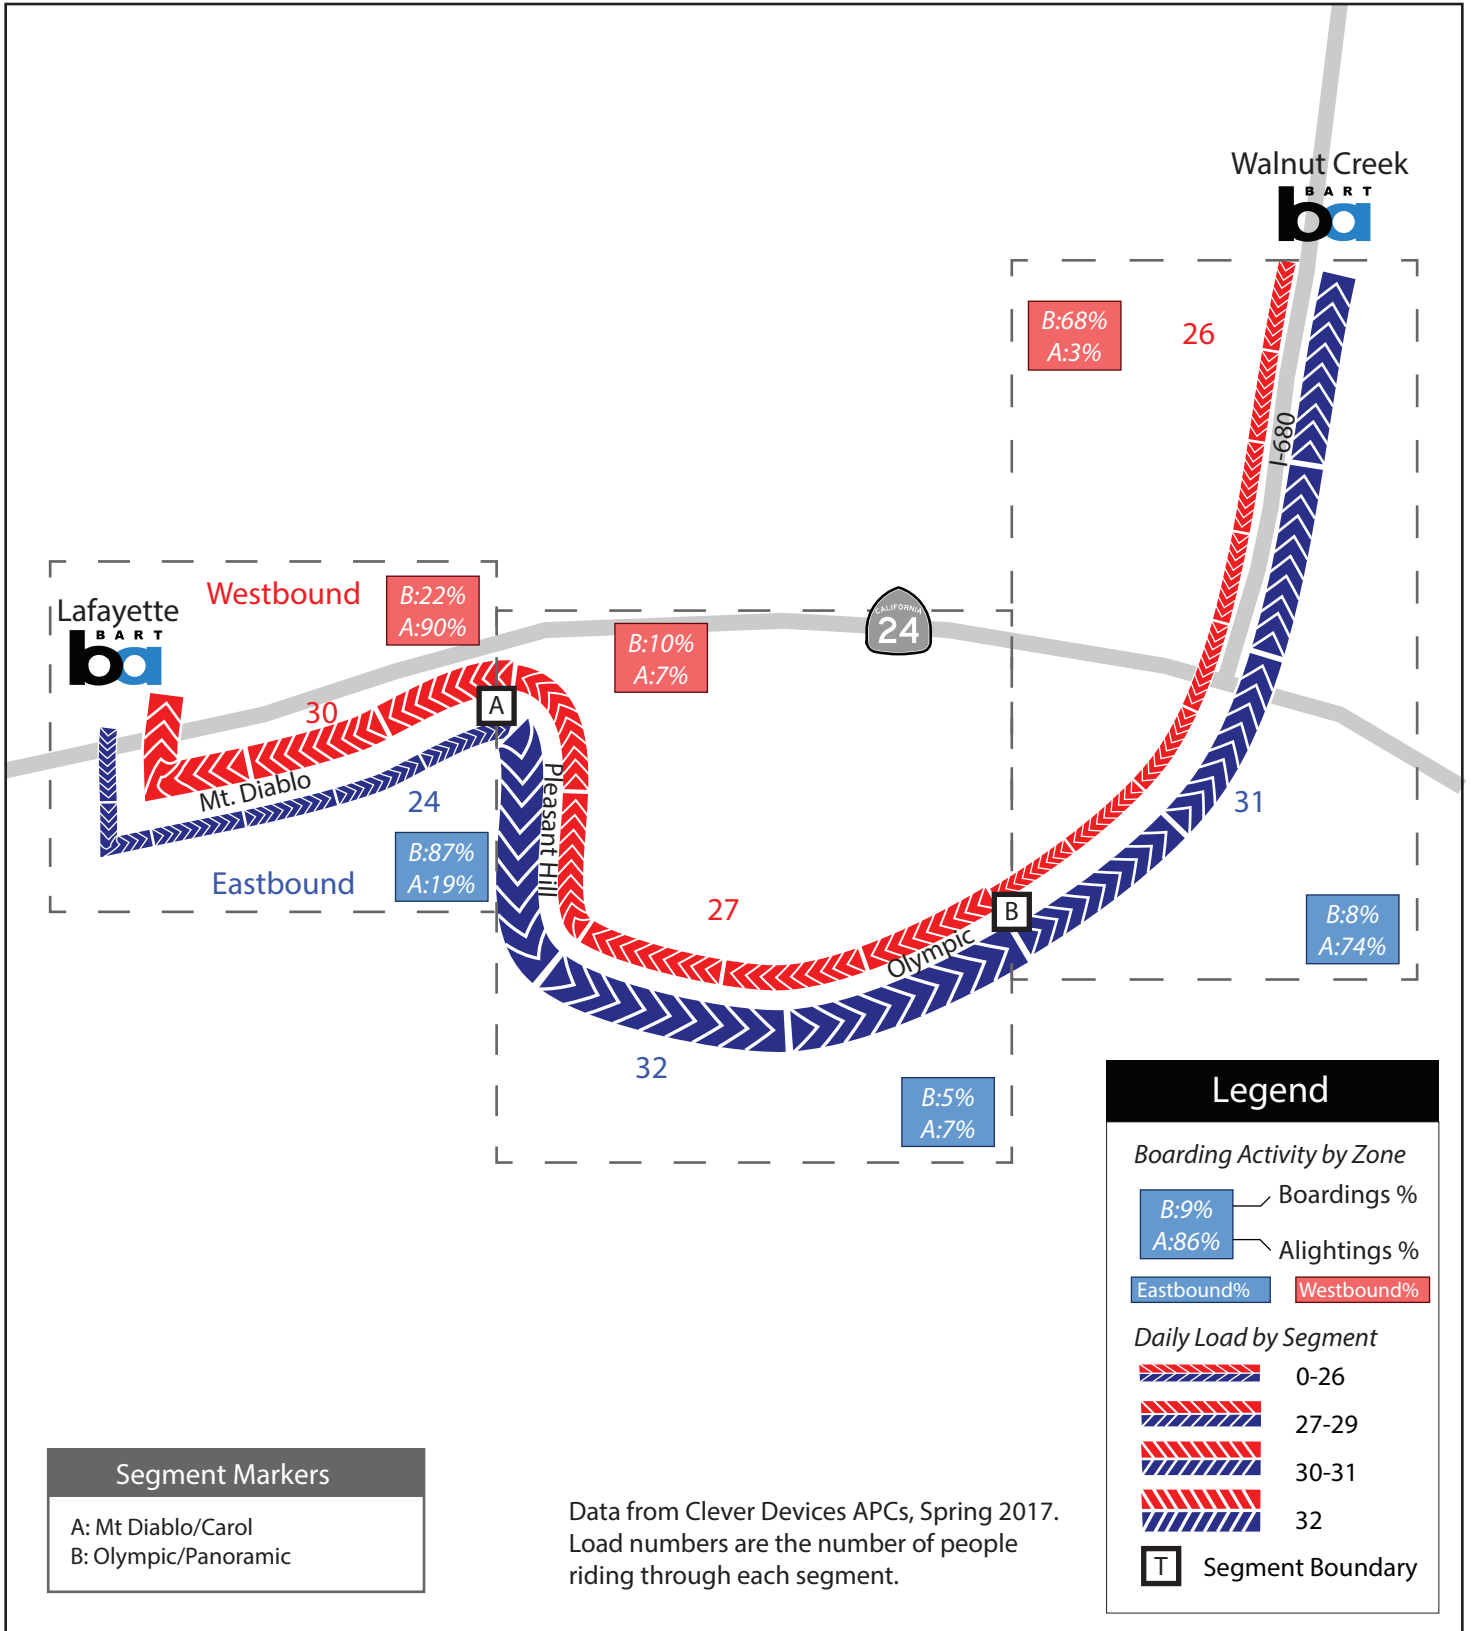 Walnut Creek
BART
ba
B:68%
A:3%
26
I-680
Westbound
B:22%
A:90%
Lafayette
BART
ba
CALIFORNIA
24
B:10%
A:7%
A
30
Mt. Diablo
24
Pleasant Hill
31
B:87%
A:19%
Eastbound
27
B
Olympic
B:8%
A:74%
32
B:5%
A:7%
Legend
Boarding Activity by Zone
B:9%
A:86%
Boardings %
Alightings %
Eastbound%
Westbound%
Daily Load by Segment
0-26
27-29
30-31
32
T
Segment Boundary
Segment Markers
A: Mt Diablo/Carol
B: Olympic/Panoramic
Data from Clever Devices APCs, Spring 2017.
Load numbers are the number of people
riding through each segment.